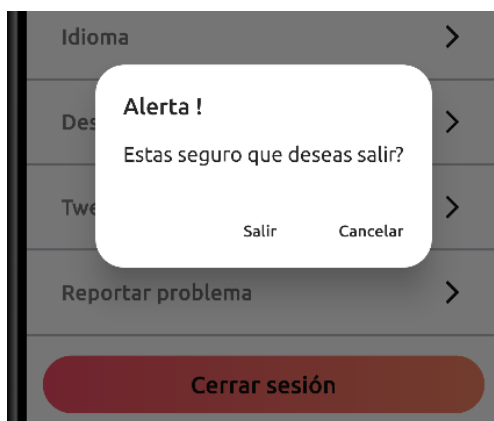 Idioma
Alerta !
Estas seguro que deseas salir?
Salir Cancelar
Reportar problema
Cerrar sesión